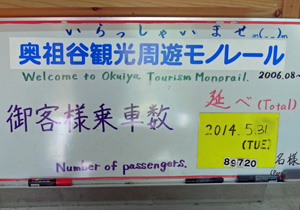 いらっしゃいませ m(_ _)m
奥祖谷観光周遊モノレール
Welcome to Okuiya Tourism Monorail. 2006.08~
御客様乗車数
延べ(Total)
2014.5.31
(TUE)
89720
名様
Number of passengers.